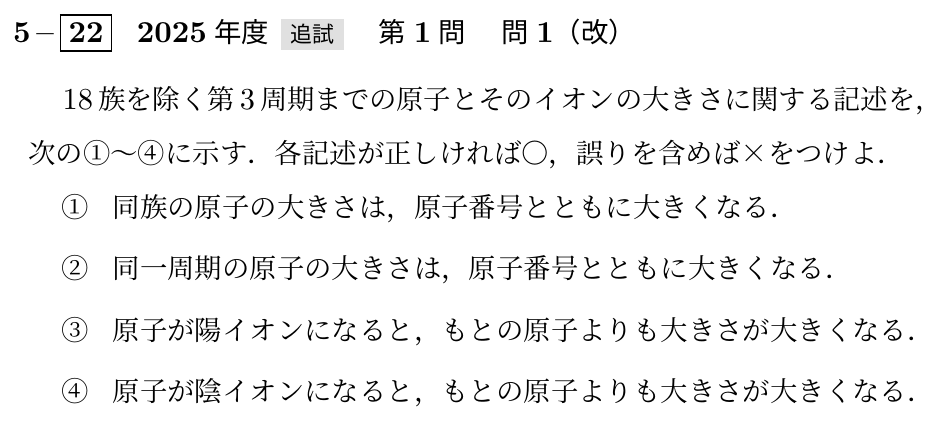 5－22 2025 年度 追試 第 1 問 問 1（改）
18 族を除く第 3 周期までの原子とそのイオンの大きさに関する記述を，
次の①～④に示す．各記述が正しければ○，誤りを含めば×をつけよ．
① 同族の原子の大きさは，原子番号とともに大きくなる．
② 同一周期の原子の大きさは，原子番号とともに大きくなる．
③ 原子が陽イオンになると，もとの原子よりも大きさが大きくなる．
④ 原子が陰イオンになると，もとの原子よりも大きさが大きくなる．